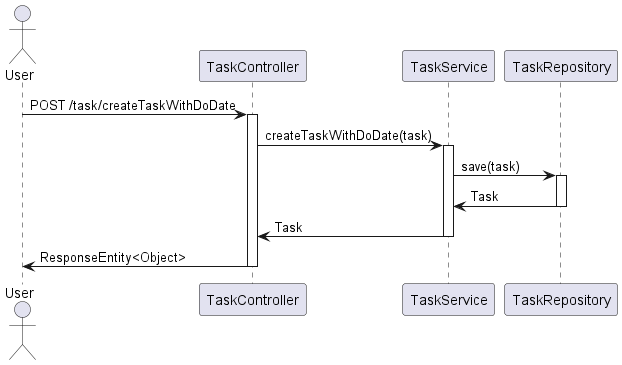 User
TaskController
TaskService
TaskRepository
POST /task/createTaskWithDoDate
createTaskWithDoDate(task)
save(task)
Task
Task
ResponseEntity<Object>
User
TaskController
TaskService
TaskRepository